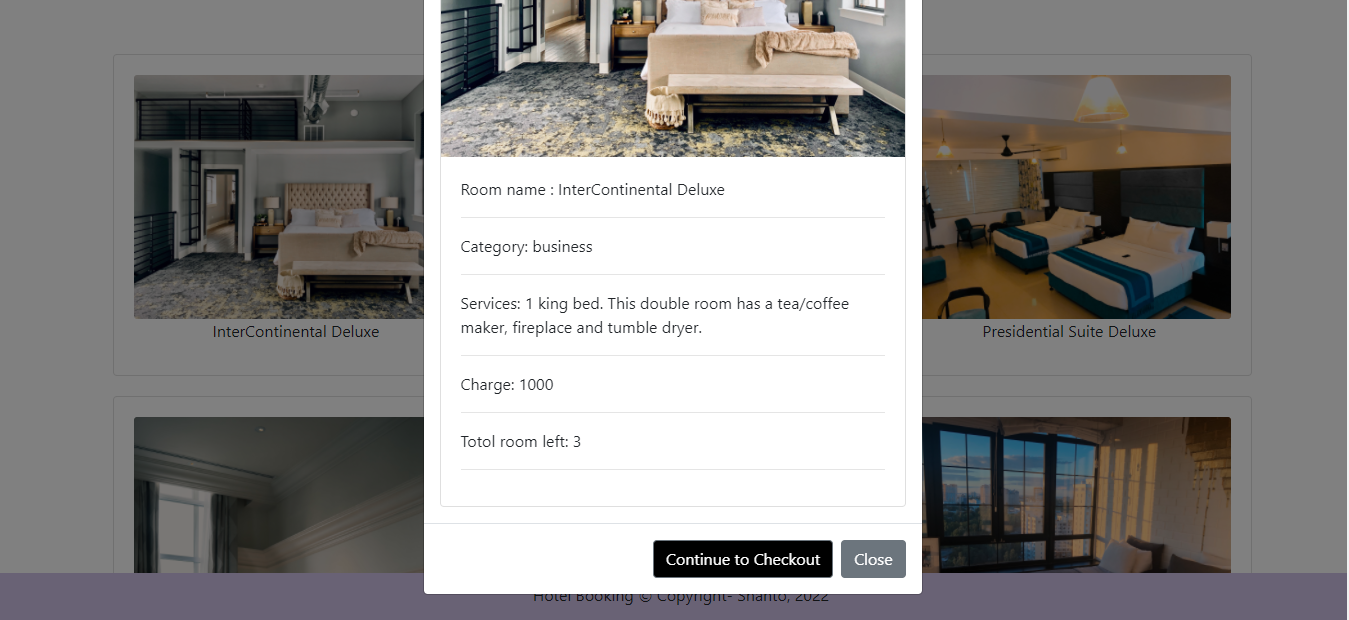 Room name : InterContinental Deluxe
Category: business
Services: 1 king bed. This double room has a tea/coffee
maker, fireplace and tumble dryer.
Charge: 1000
Totol room left: 3
Continue to Checkout
Close
InterContinental Deluxe
Presidential Suite Deluxe
Hotel Booking © Copyright- Shanto, 2022